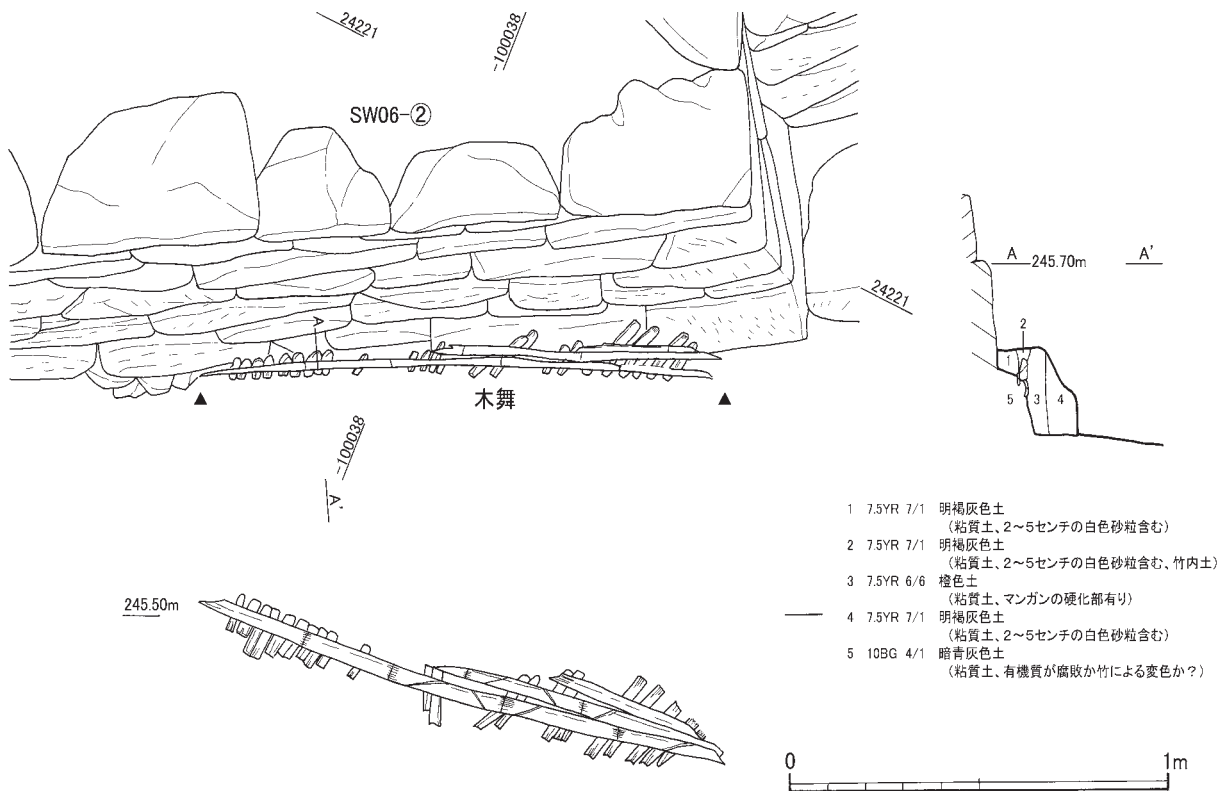 24221
-100038
SW06-②
A
245.70m
A'
24221
2
A
1
木舞
5
3
4
-100038
A'
1 7.5YR 7/1 明褐灰色土
(粘質土、2～5センチの白色砂粒含む)
2 7.5YR 7/1 明褐灰色土
(粘質土、2～5センチの白色砂粒含む、竹内土)
3 7.5YR 6/6 橙色土
(粘質土、マンガンの硬化部有り)
4 7.5YR 7/1 明褐灰色土
(粘質土、2～5センチの白色砂粒含む)
5 10BG 4/1 暗青灰色土
(粘質土、有機質が腐敗か竹による変色か？)
245.50m
0
1m